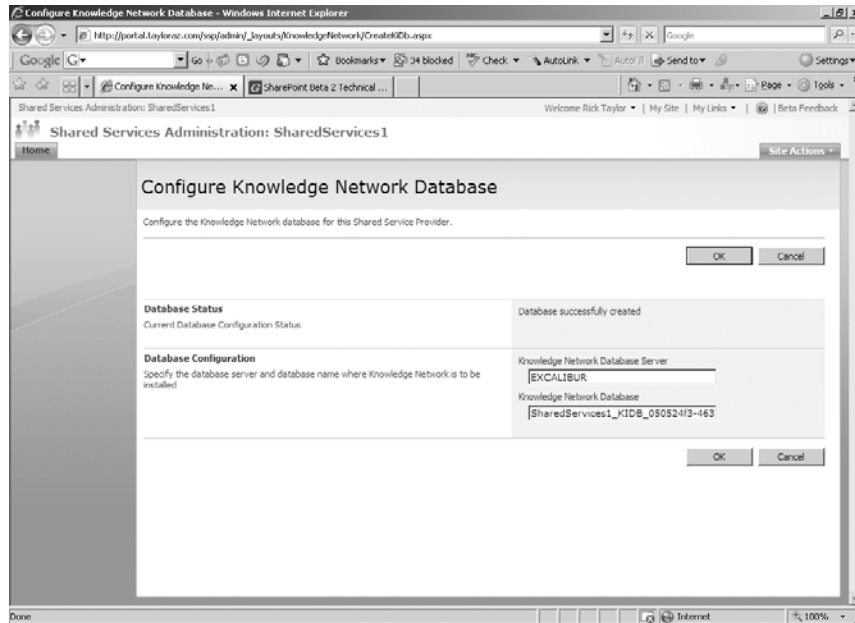 Configure Knowledge Network Database - Windows Internet Explorer
http://portal.tayloraz.com/ssp/admin/_layouts/KnowledgeNetwork/CreateKiDb.aspx
Google
Google G Go Bookmarks 34 blocked Check AutoLink AutoFill Send to Settings
Configure Knowledge Ne... x SharePoint Beta 2 Technical ... Page Tools
Shared Services Administration: SharedServices1 Welcome Rick Taylor | My Site | My Links | | Beta Feedback
Shared Services Administration: SharedServices1
Home Site Actions
Configure Knowledge Network Database
Configure the Knowledge Network database for this Shared Service Provider.
OK Cancel
Database Status Database successfully created
Current Database Configuration Status
Database Configuration Knowledge Network Database Server
Specify the database server and database name where Knowledge Network is to be
installed
EXCALIBUR
Knowledge Network Database
SharedServices1_KIDB_050524f3-463
OK Cancel
Done Internet 100%